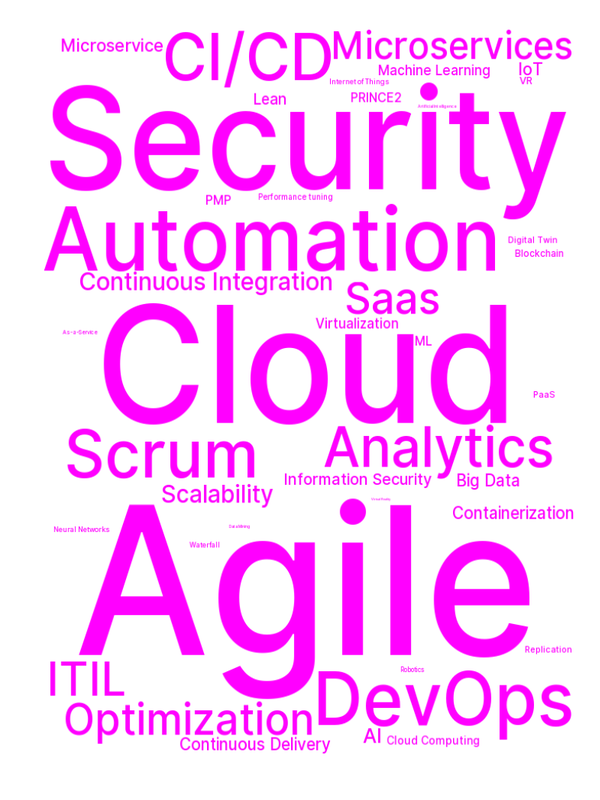 Microservice
CI/CD
Microservices
Machine Learning
IoT
Internet of Things
VR
Lean
PRINCE2
Artificial Intelligence
Security
PMP
Performance tuning
Automation
Digital Twin
Blockchain
Continuous Integration
Saas
Virtualization
As-a-Service
ML
Cloud
PaaS
Scrum
Analytics
Information Security
Big Data
Scalability
Containerization
Neural Networks
Waterfall
Agile
Replication
ITIL
Robotics
DevOps
Optimization
AI
Cloud Computing
Continuous Delivery